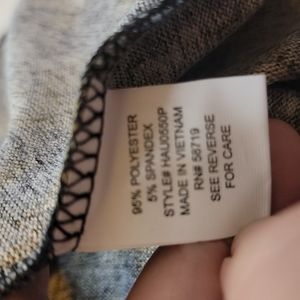 95% POLYESTER
5% SPANDEX
STYLE# HAU0550P
MADE IN VIETNAM
RN# 58719
SEE REVERSE
FOR CARE